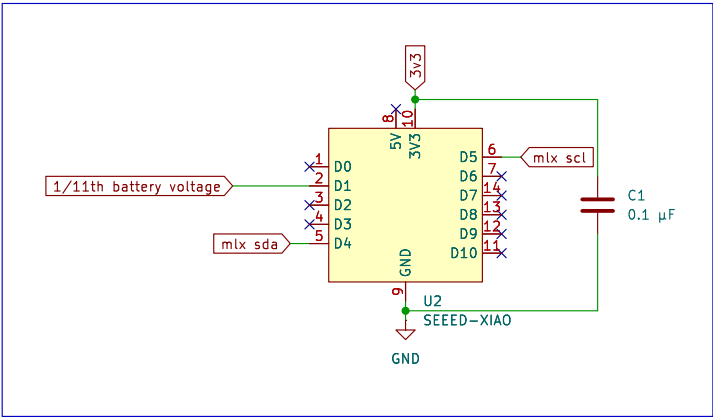 3v3
8
10
5V
3V3
1
D0
1/11th battery voltage
2
D1
3
D2
4
D3
mlx sda
5
D4
D5
6
mlx scl
D6
7
D7
14
D8
13
D9
12
D10
11
GND
9
C1
0.1 µF
U2
SEEED-XIAO
GND